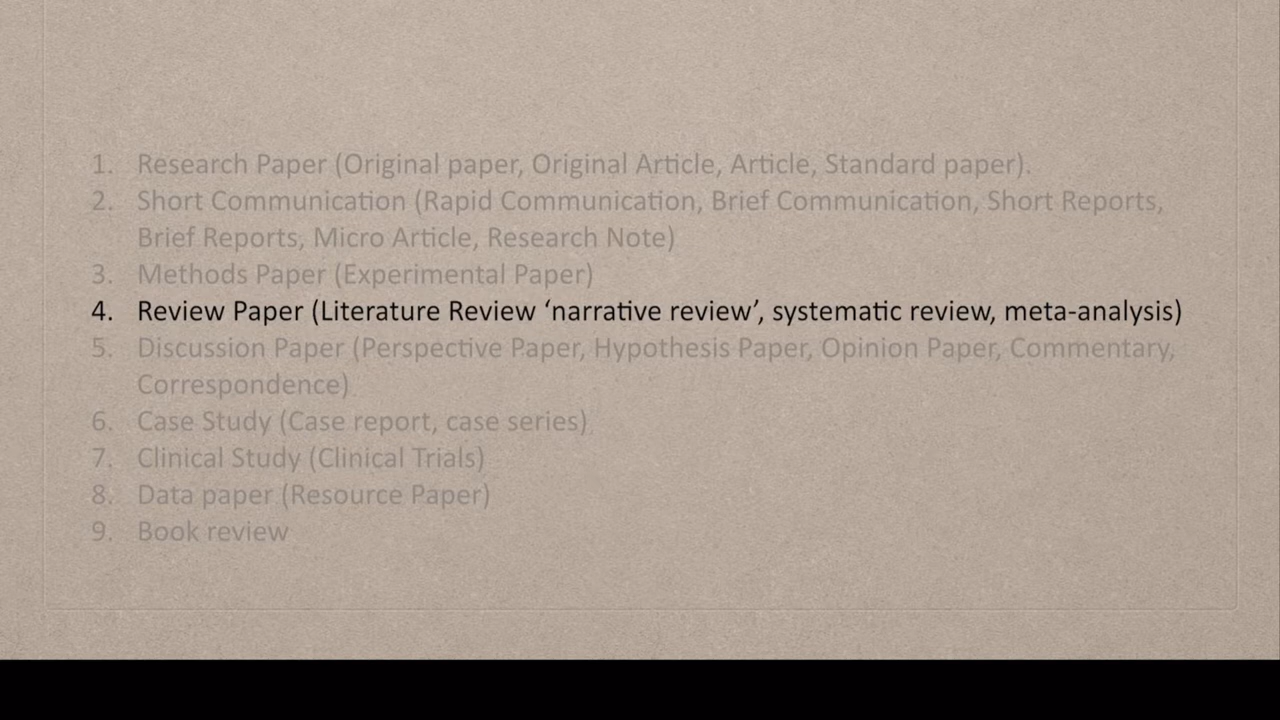 1. Research Paper (Original paper, Original Article, Article, Standard paper).
2. Short Communication (Rapid Communication, Brief Communication, Short Reports,
Brief Reports, Micro Article, Research Note)
3. Methods Paper (Experimental Paper)
4. Review Paper (Literature Review ‘narrative review’, systematic review, meta-analysis)
5. Discussion Paper (Perspective Paper, Hypothesis Paper, Opinion Paper, Commentary,
Correspondence)
6. Case Study (Case report, case series)
7. Clinical Study (Clinical Trials)
8. Data paper (Resource Paper)
9. Book review